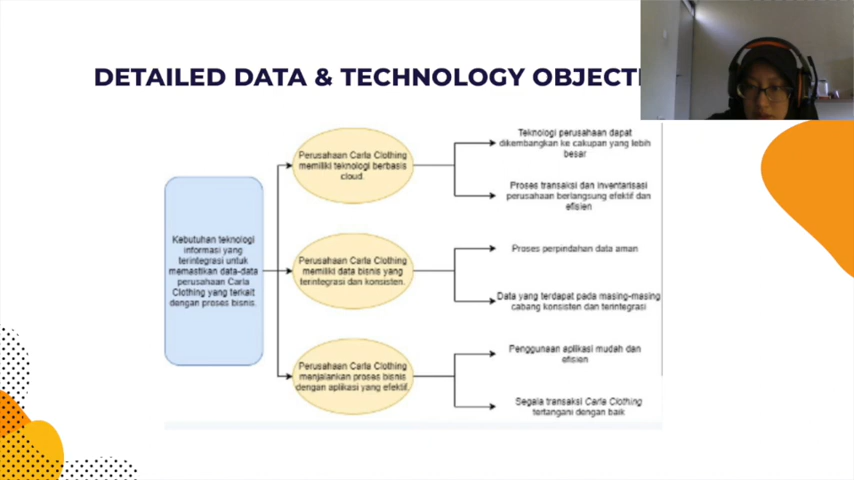 DETAILED DATA & TECHNOLOGY OBJECTI
Kebutuhan teknologi
informasi yang
terintegrasi untuk
memastikan data-data
perusahaan Carla
Clothing yang terkait
dengan proses bisnis.
Perusahaan Carla Clothing
memiliki teknologi berbasis
cloud.
Teknologi perusahaan dapat
dikembangkan ke cakupan yang lebih
besar
Proses transaksi dan inventarisasi
perusahaan berlangsung efektif dan
efisien
Perusahaan Carla Clothing
memiliki data bisnis yang
terintegrasi dan konsisten.
Proses perpindahan data aman
Data yang terdapat pada masing-masing
cabang konsisten dan terintegrasi
Perusahaan Carla Clothing
menjalankan proses bisnis
dengan aplikasi yang efektif.
Penggunaan aplikasi mudah dan
efisien
Segala transaksi Carla Clothing
tertangani dengan baik